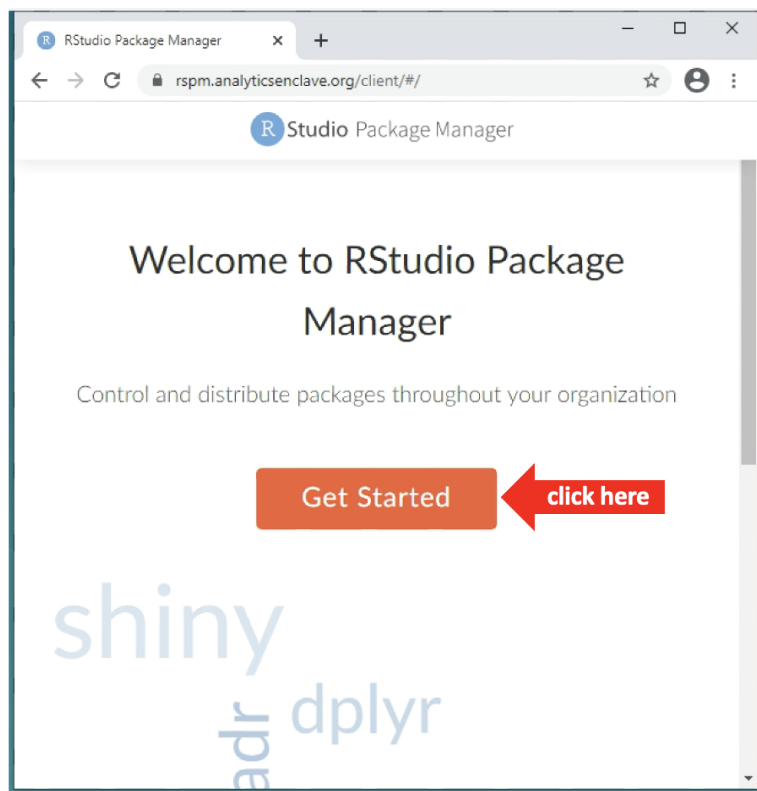 RStudio Package Manager
rspm.analyticsenclave.org/client/#/
R Studio Package Manager
Welcome to RStudio Package
Manager
Control and distribute packages throughout your organization
Get Started
click here
shiny
dplyr
adr